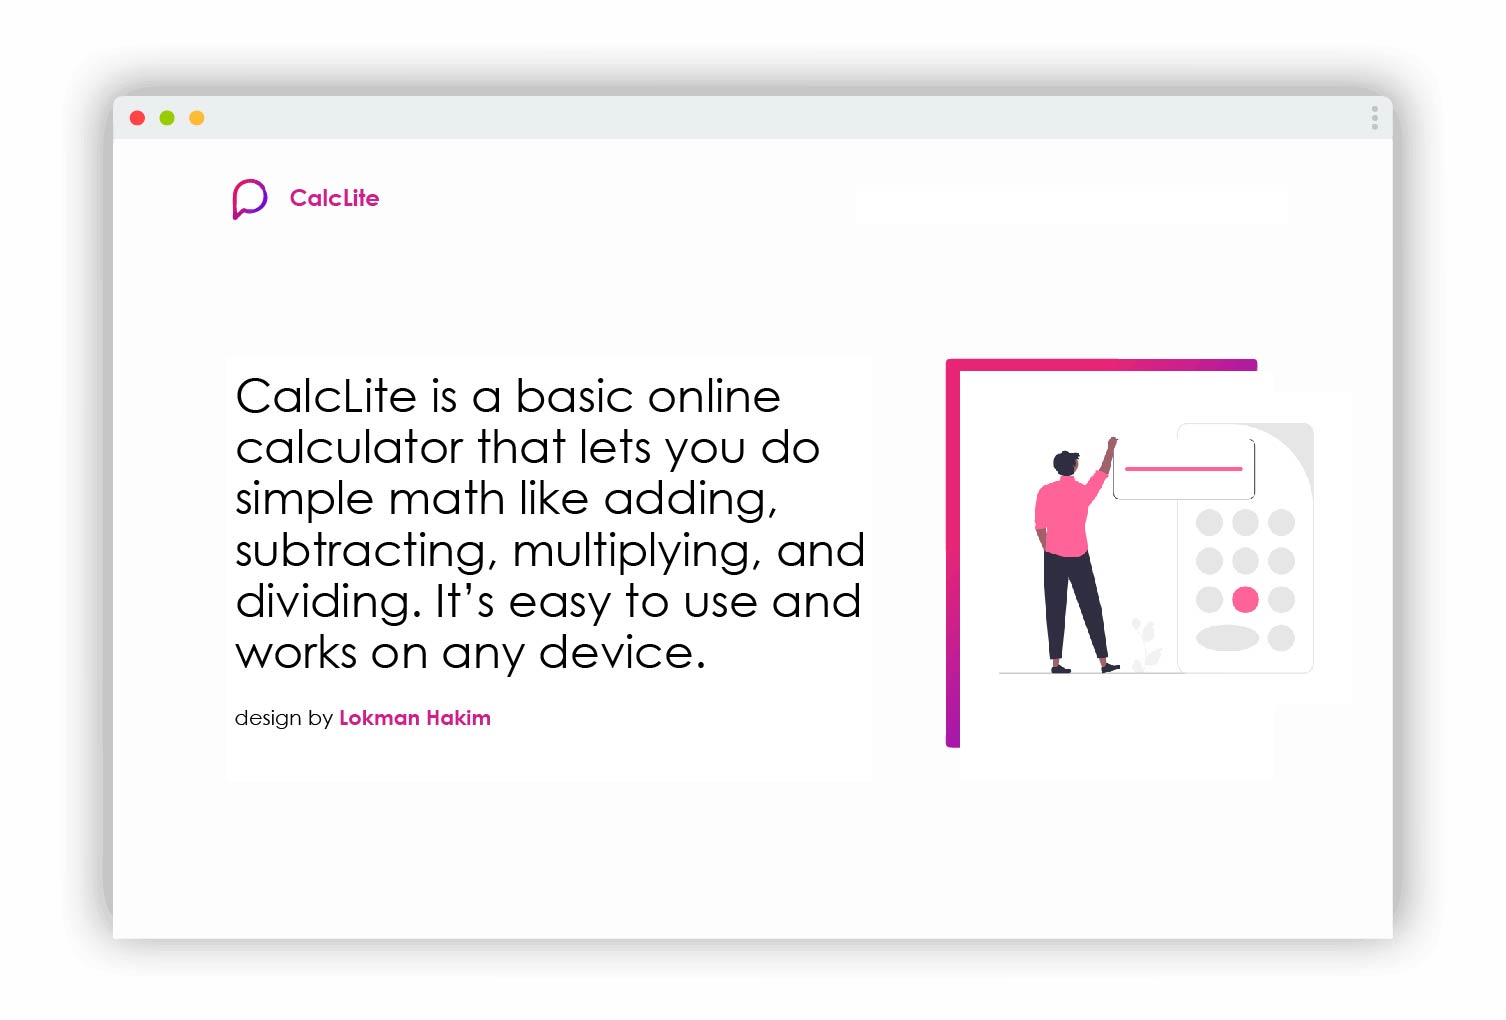 CalcLite
CalcLite is a basic online
calculator that lets you do
simple math like adding,
subtracting, multiplying, and
dividing. It’s easy to use and
works on any device.
design by Lokman Hakim